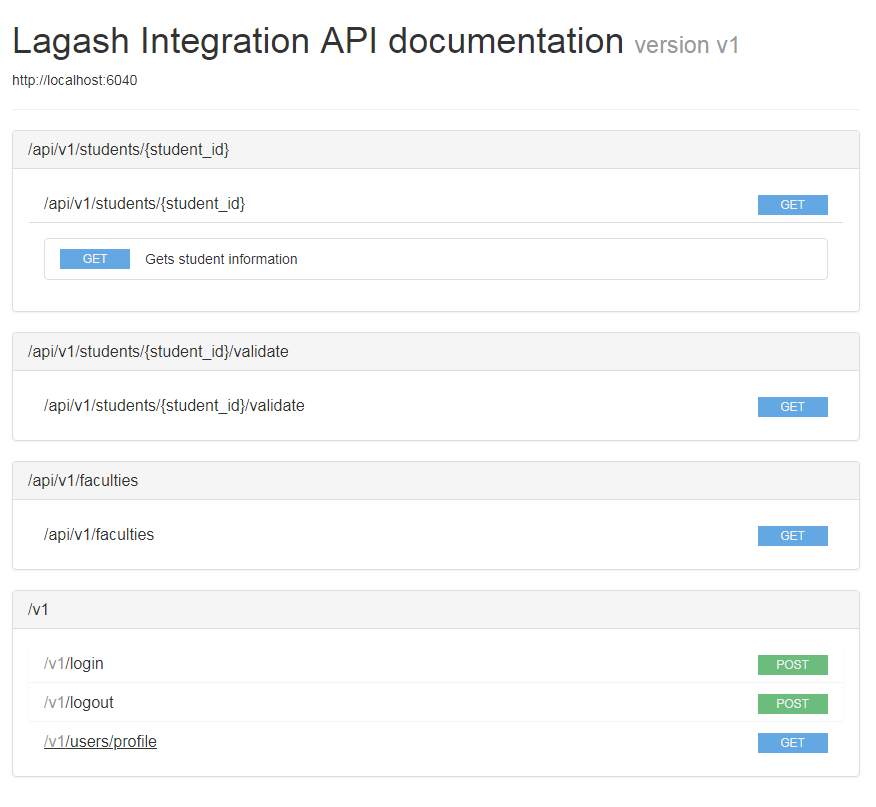 Lagash Integration API documentation version v1
http://localhost:6040
/api/v1/students/{student_id}
/api/v1/students/{student_id} GET
GET Gets student information
/api/v1/students/{student_id}/validate
/api/v1/students/{student_id}/validate GET
/api/v1/faculties
/api/v1/faculties GET
/v1
/v1/login POST
/v1/logout POST
/v1/users/profile GET